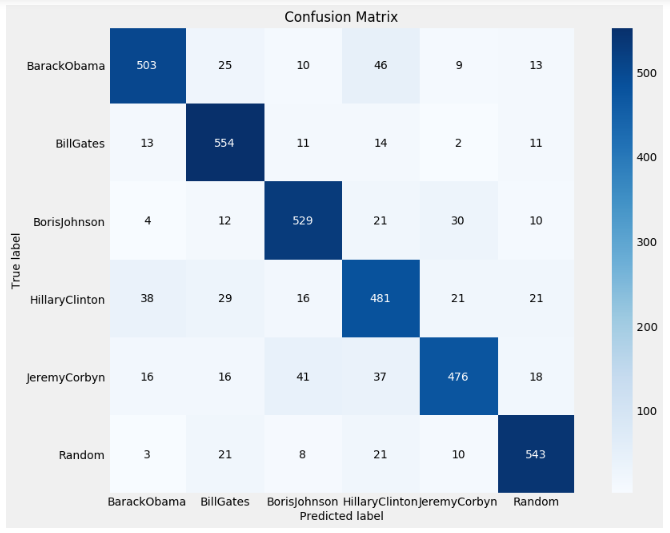 Confusion Matrix
BarackObama 503 25 10 46 9 13
500
BillGates 13 554 11 14 2 11
400
BorisJohnson 4 12 529 21 30 10
300
True label
HillaryClinton 38 29 16 481 21 21
200
JeremyCorbyn 16 16 41 37 476 18
100
Random 3 21 8 21 10 543
BarackObama BillGates BorisJohnson HillaryClinton JeremyCorbyn Random
Predicted label